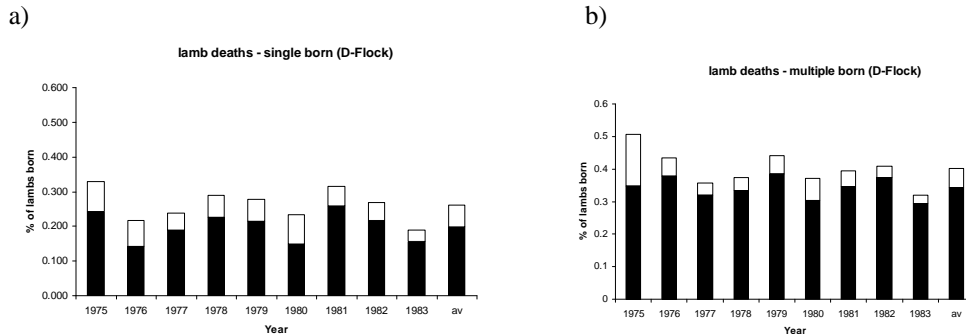 a)
lamb deaths - single born (D-Flock)
% of lambs born
0.600
0.500
0.400
0.300
0.200
0.100
0.000
1975 1976 1977 1978 1979 1980 1981 1982 1983 av
Year
b)
lamb deaths - multiple born (D-Flock)
% of lambs born
0.6
0.5
0.4
0.3
0.2
0.1
0
1975 1976 1977 1978 1979 1980 1981 1982 1983 av
Year